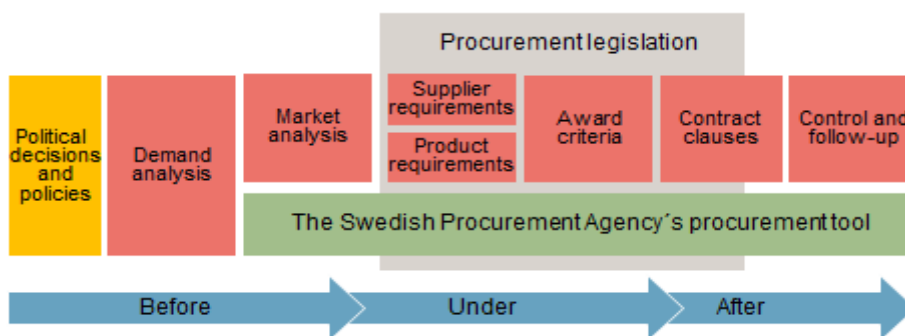 Procurement legislation
Political
decisions
and
policies
Demand
analysis
Market
analysis
Supplier
requirements
Product
requirements
Award
criteria
Contract
clauses
Control and
follow-up
The Swedish Procurement Agency´s procurement tool
Before
Under
After